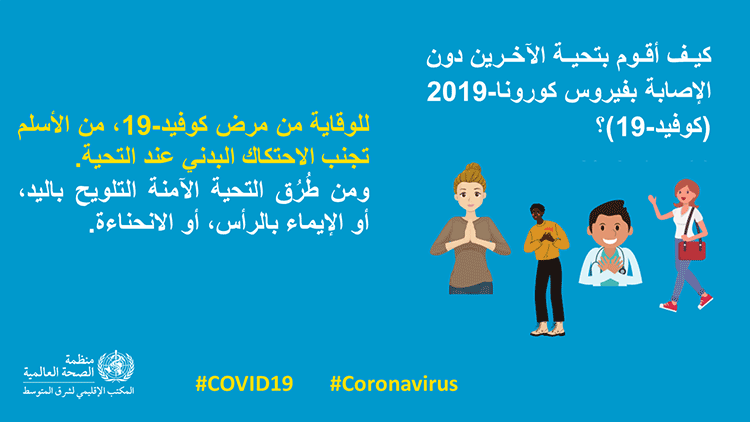 كيف أقوم بتحية الآخرين دون
الإصابة بفيروس كورونا-2019
(كوفيد-19)؟
للوقاية من مرض كوفيد-19، من الأسلم
تجنب الاحتكاك البدني عند التحية.
ومن طُرُق التحية الآمنة التلويح باليد،
أو الإيماء بالرأس، أو الانحناءة.
منظمة
الصحة العالمية
المكتب الإقليمي لشرق المتوسط
#COVID19 #Coronavirus